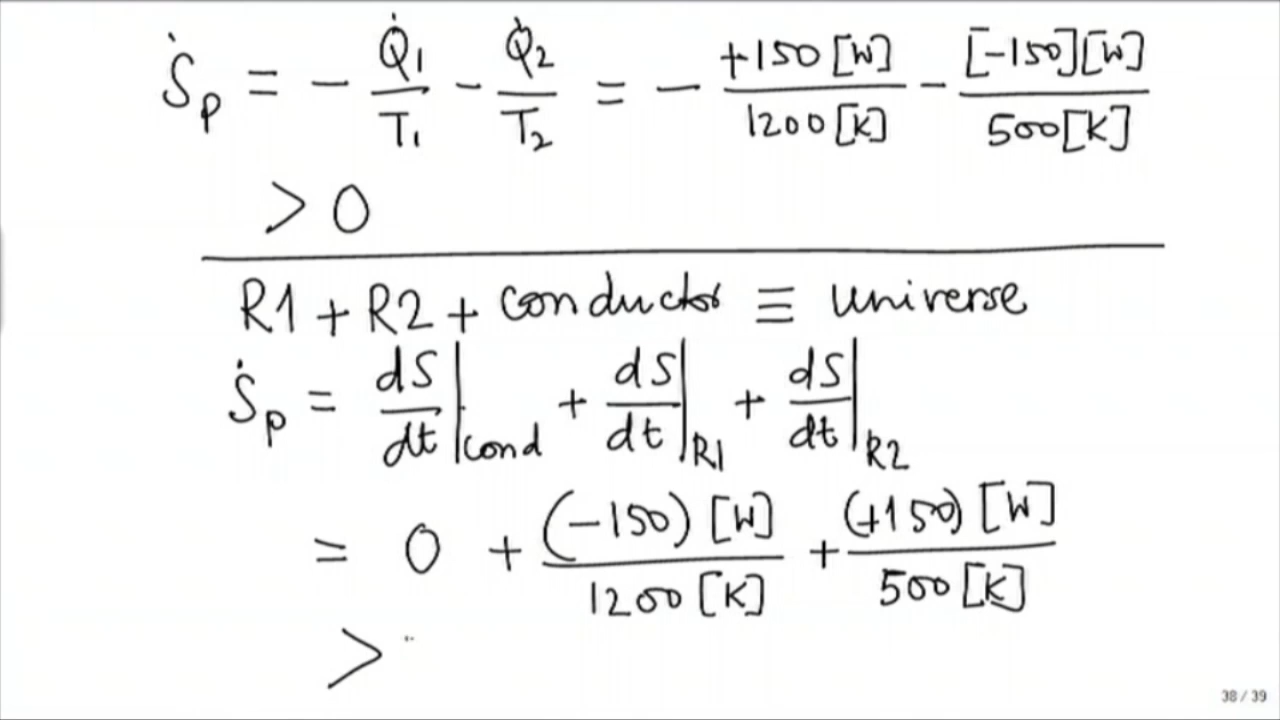 Ṡp = − Q̇1/T1 − Q̇2/T2 = − +150 [W]/1200 [K] − [−150][W]/500 [K]
> 0
R1 + R2 + conductor ≡ universe
Ṡp = dS/dt|cond + dS/dt|R1 + dS/dt|R2
= 0 + (−150) [W]/1200 [K] + (+150) [W]/500 [K]
>
38 / 39